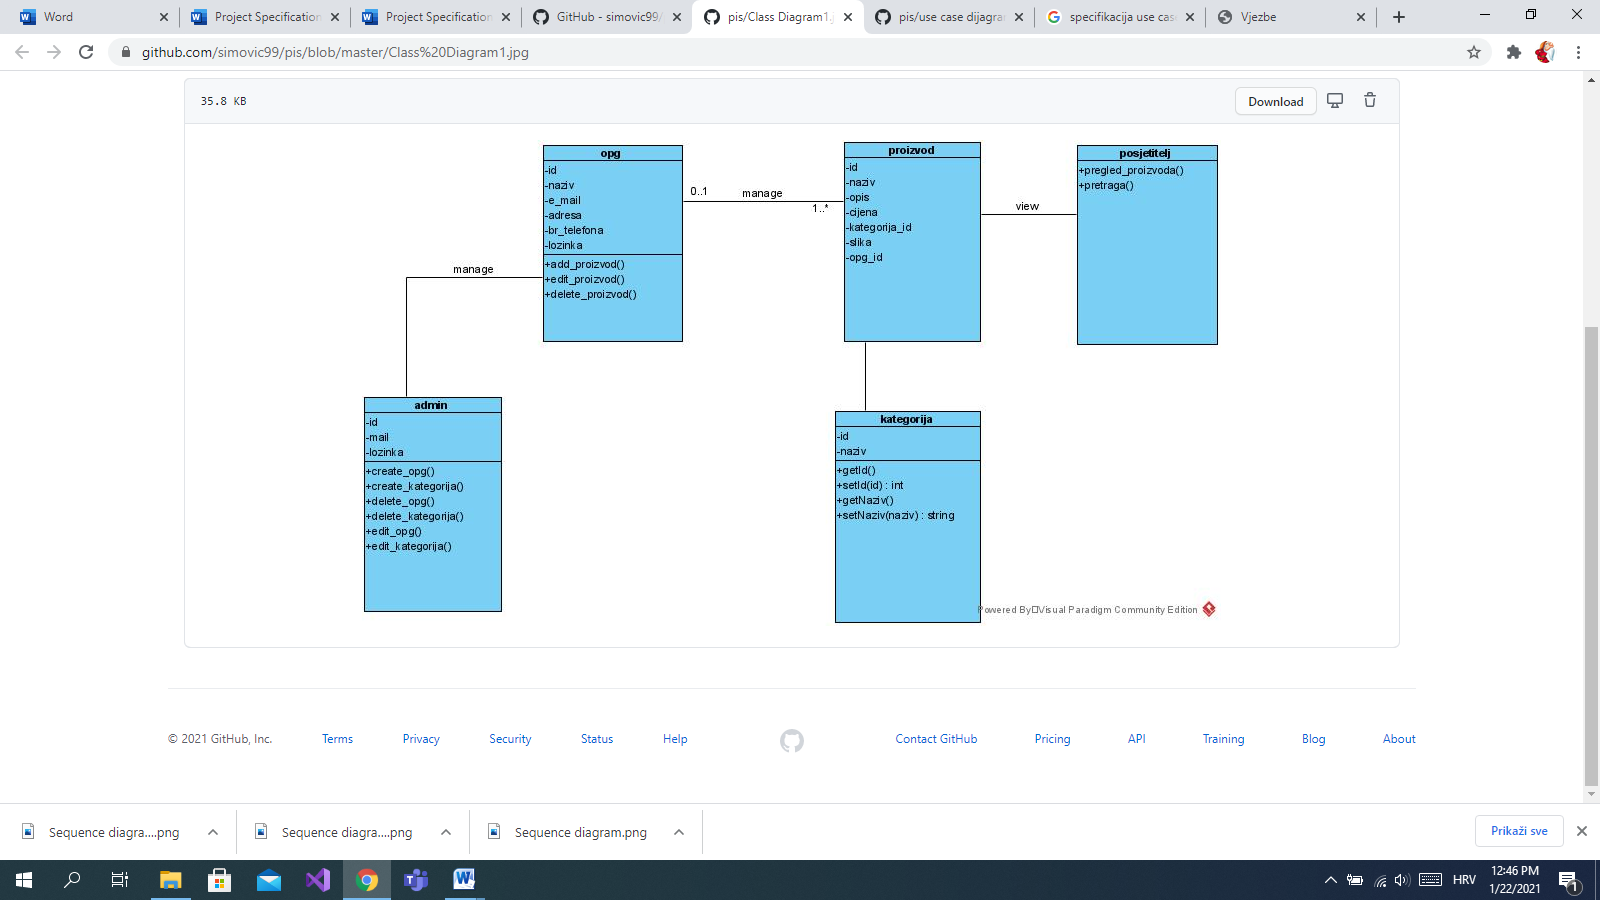 Word
Project Specification
Project Specification
GitHub - simovic99/
pis/Class Diagram1.
pis/use case dijagra
specifikacija use cas
Vjezbe
github.com/simovic99/pis/blob/master/Class%20Diagram1.jpg
35.8 KB
Download
opg
-id
-naziv
-e_mail
-adresa
-br_telefona
-lozinka
+add_proizvod()
+edit_proizvod()
+delete_proizvod()
0..1
manage
1..*
proizvod
-id
-naziv
-opis
-cijena
-kategorija_id
-slika
-opg_id
view
posjetitelj
+pregled_proizvoda()
+pretraga()
manage
admin
-id
-mail
-lozinka
+create_opg()
+create_kategorija()
+delete_opg()
+delete_kategorija()
+edit_opg()
+edit_kategorija()
kategorija
-id
-naziv
+getId()
+setId(id) : int
+getNaziv()
+setNaziv(naziv) : string
Powered By Visual Paradigm Community Edition
© 2021 GitHub, Inc. Terms Privacy Security Status Help Contact GitHub Pricing API Training Blog About
Sequence diagra....png
Sequence diagra....png
Sequence diagram.png
Prikaži sve
HRV
12:46 PM
1/22/2021
1